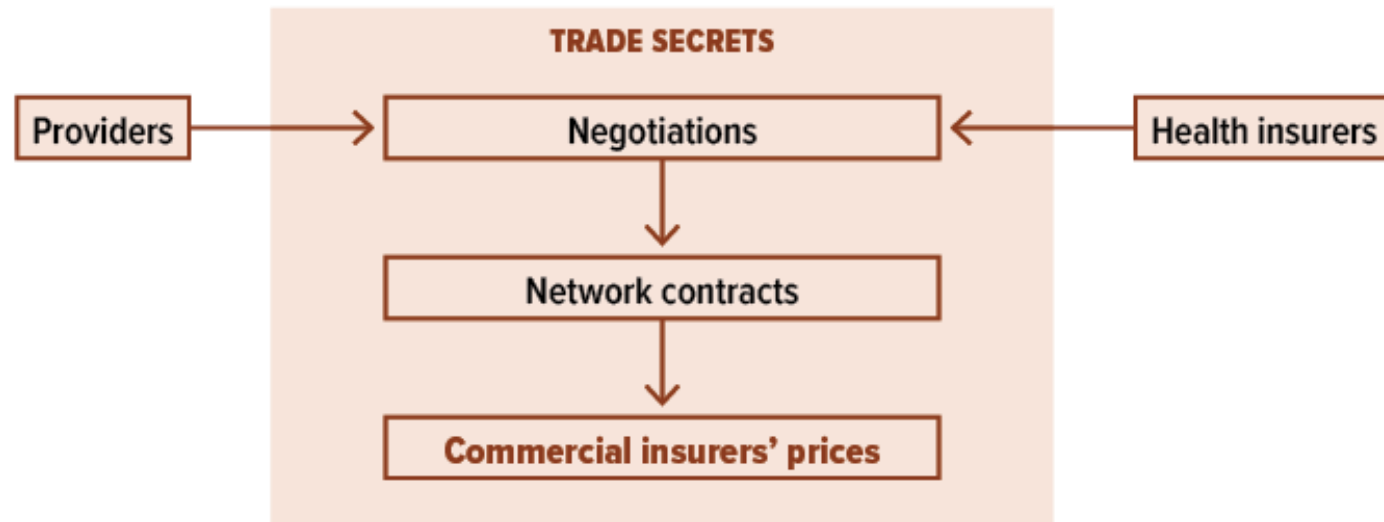 TRADE SECRETS
Providers
Negotiations
Health insurers
Network contracts
Commercial insurers’ prices